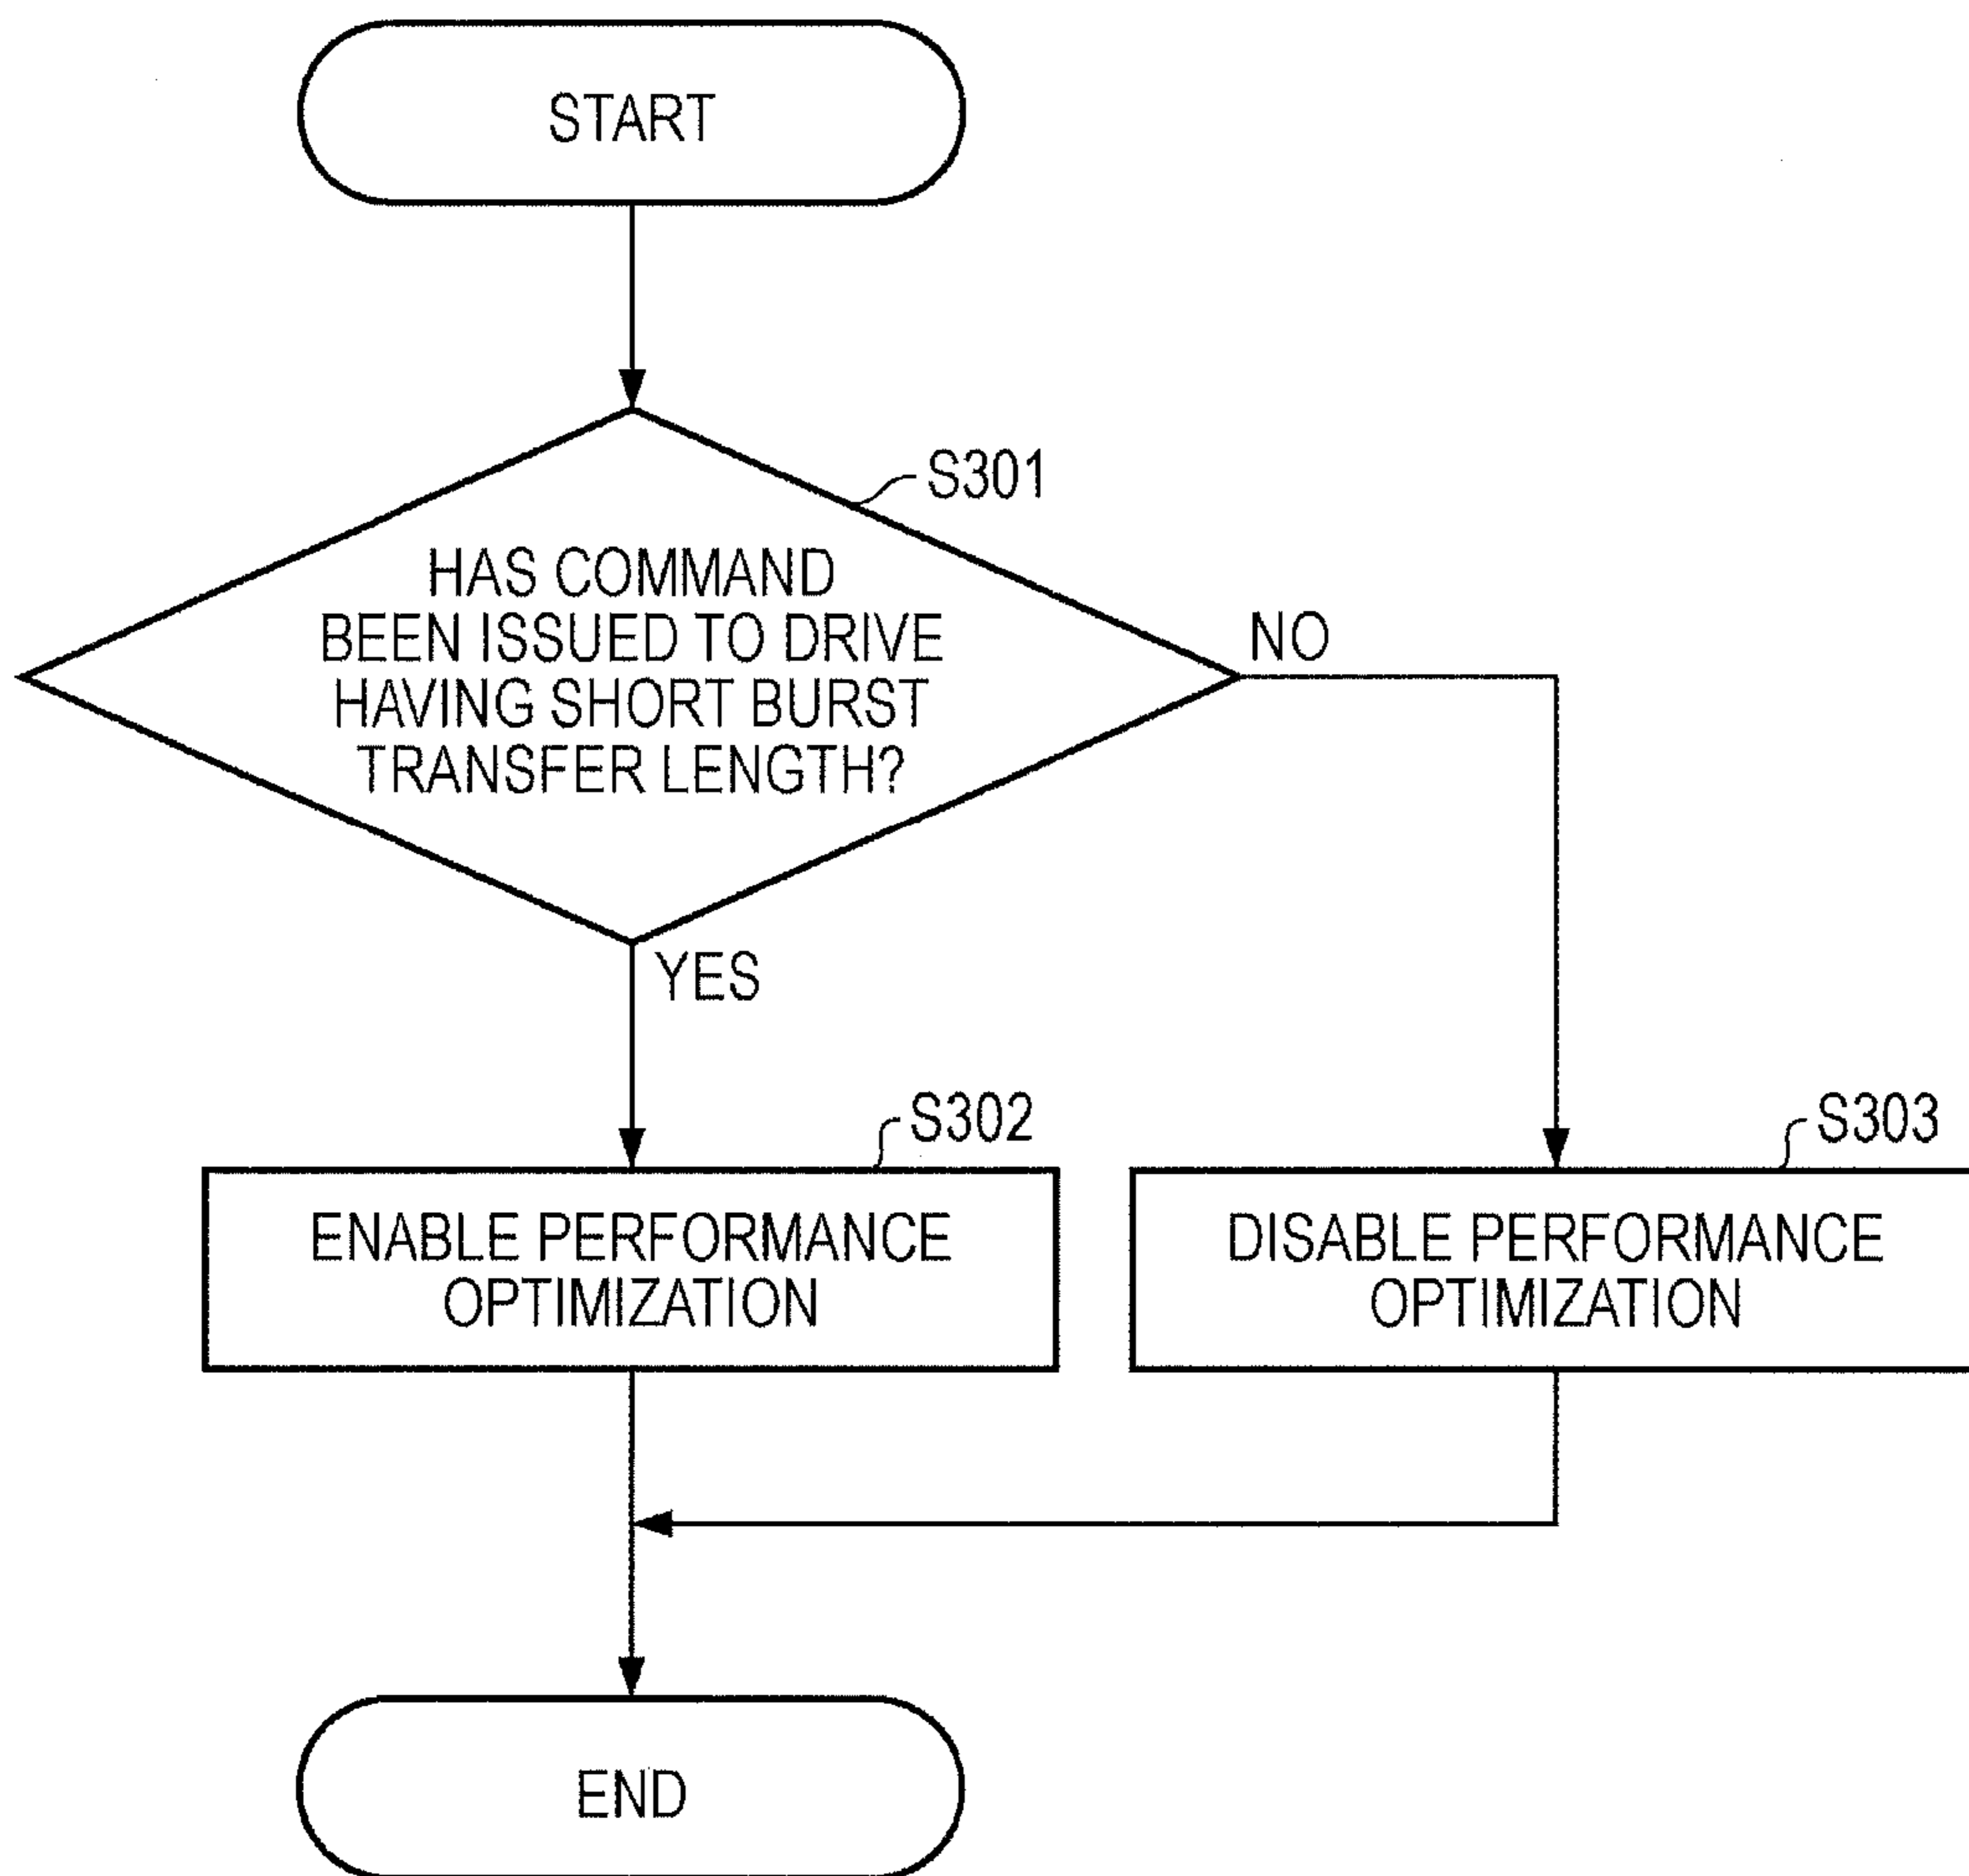 START
S301
HAS COMMAND
BEEN ISSUED TO DRIVE
HAVING SHORT BURST
TRANSFER LENGTH?
NO
YES
S302
S303
ENABLE PERFORMANCE
OPTIMIZATION
DISABLE PERFORMANCE
OPTIMIZATION
END